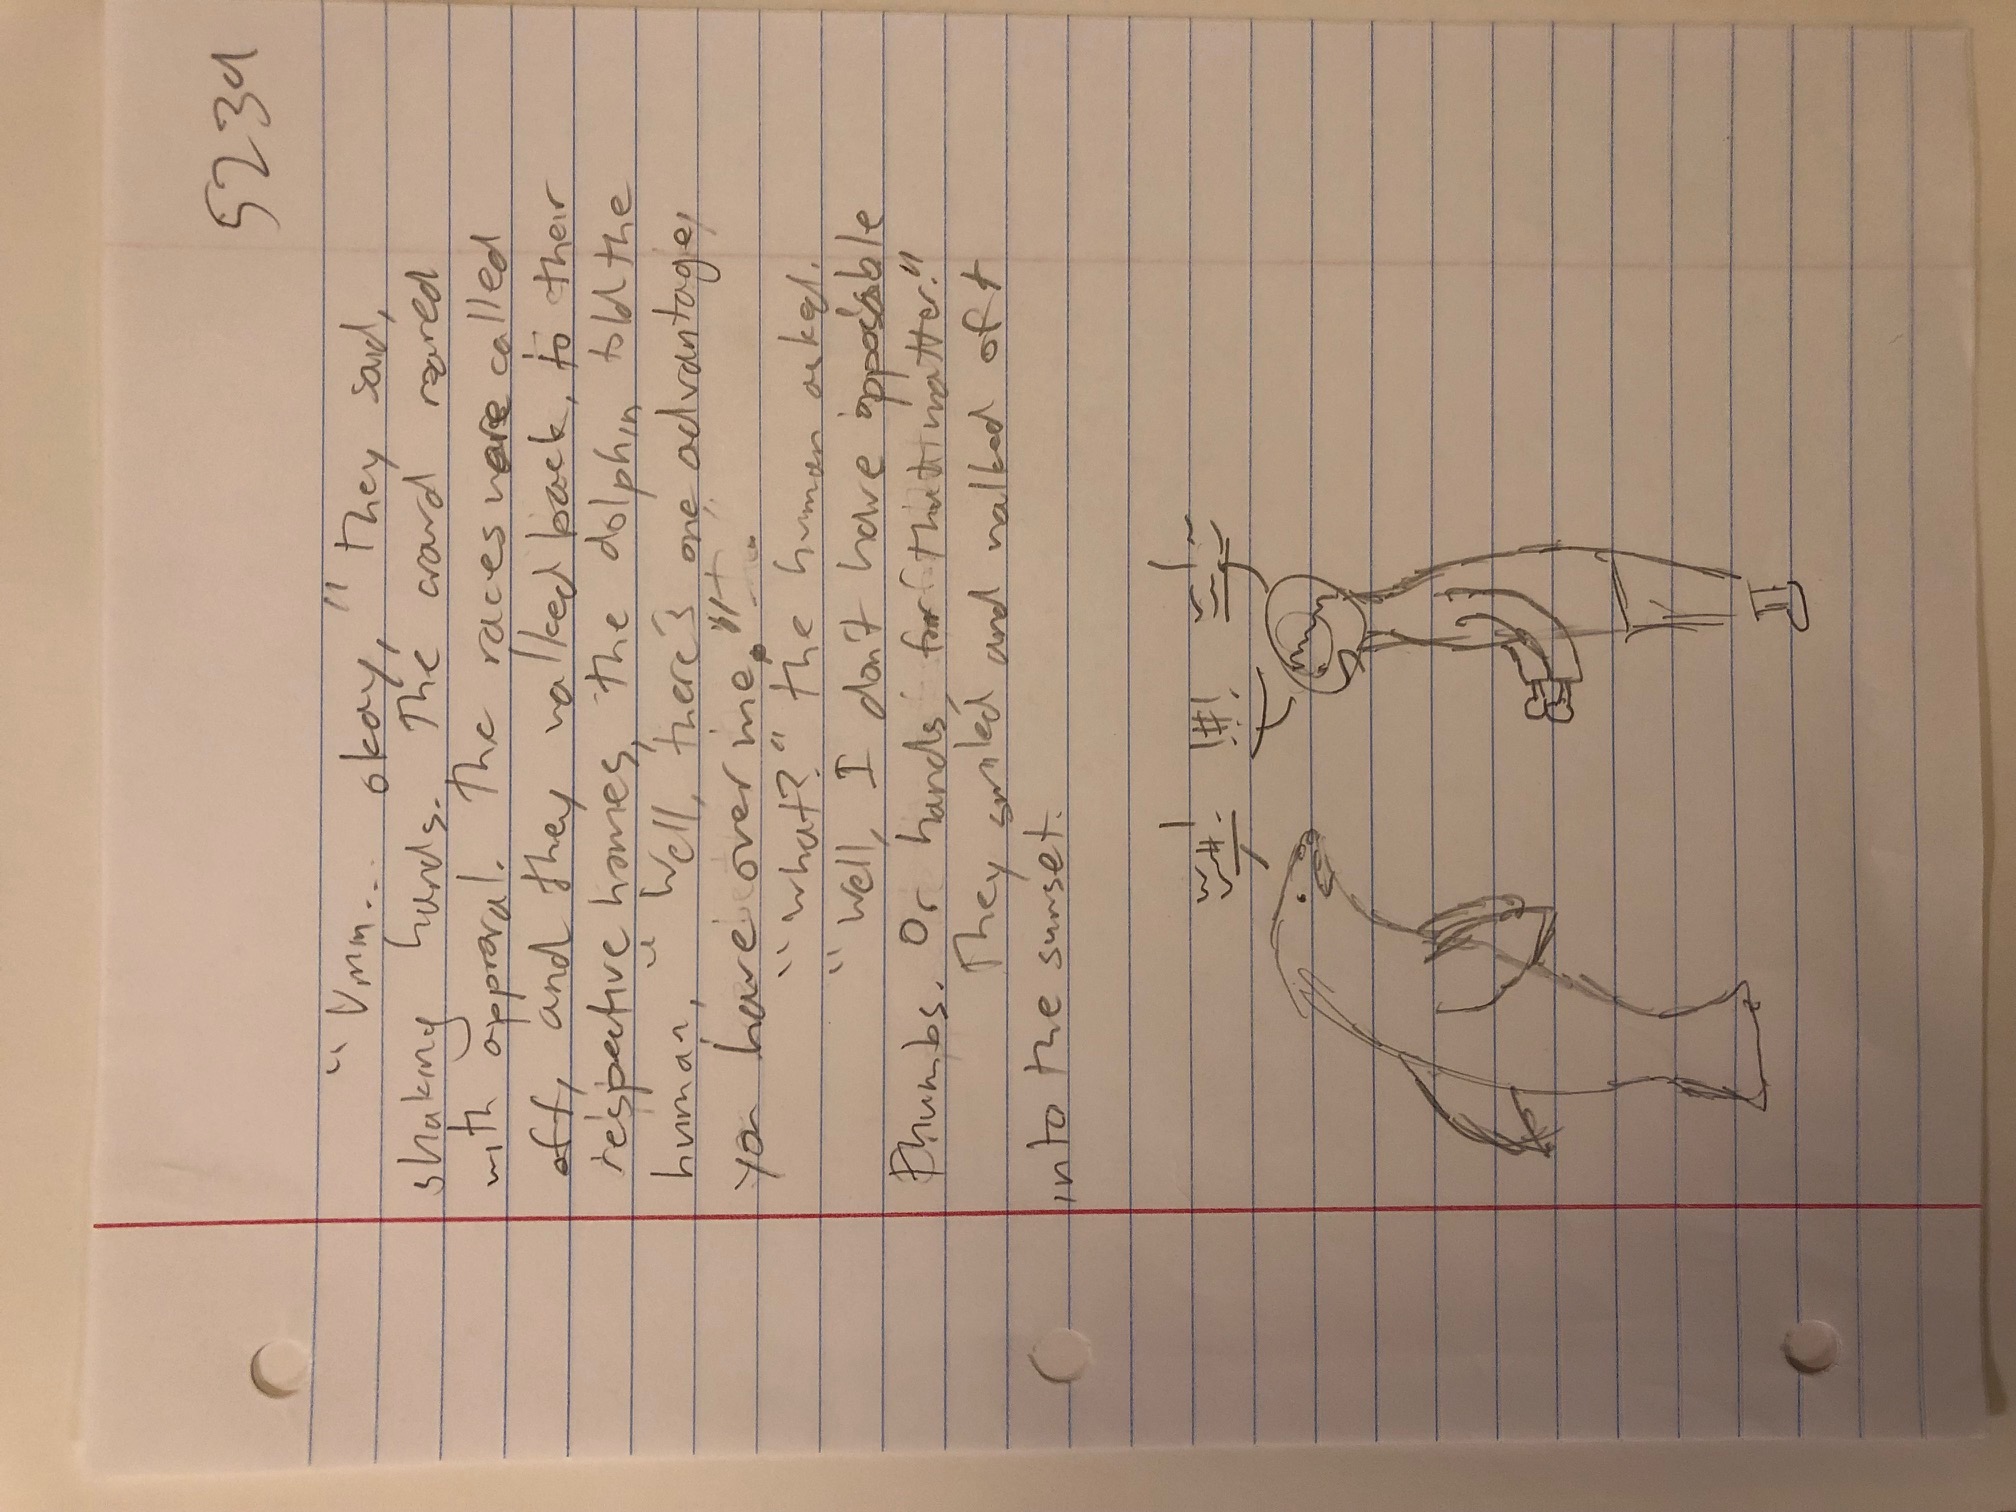 5239
"Umm... okay," they said,
shaking hands. The crowd roared
with approval. The races were called
off, and they walked back, to their
respective homes, the dolphin told the
human, "Well, there's one advantage,
you have over me."
"What?" the human asked.
"Well, I don't have opposable
Thumbs. Or hands, for that matter."
They smiled and walked off
into the sunset.
!#!